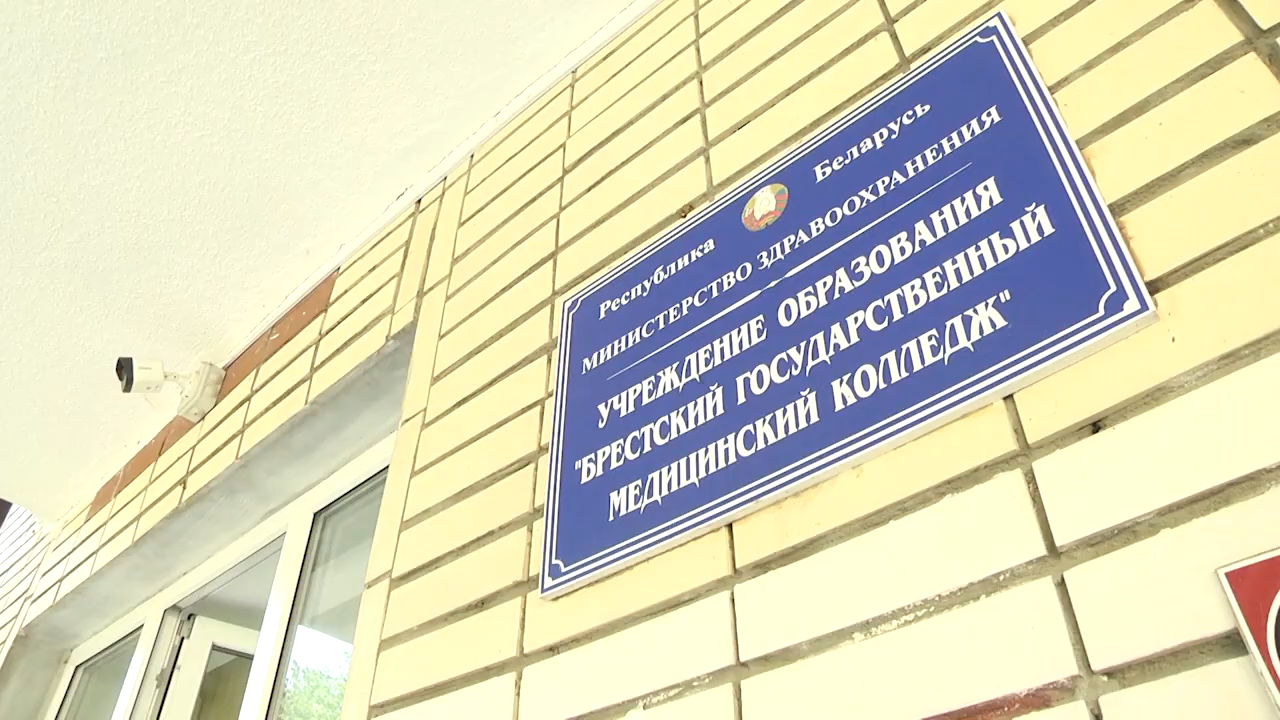 Республика Беларусь
МИНИСТЕРСТВО ЗДРАВООХРАНЕНИЯ
УЧРЕЖДЕНИЕ ОБРАЗОВАНИЯ
"БРЕСТСКИЙ ГОСУДАРСТВЕННЫЙ
МЕДИЦИНСКИЙ КОЛЛЕДЖ"